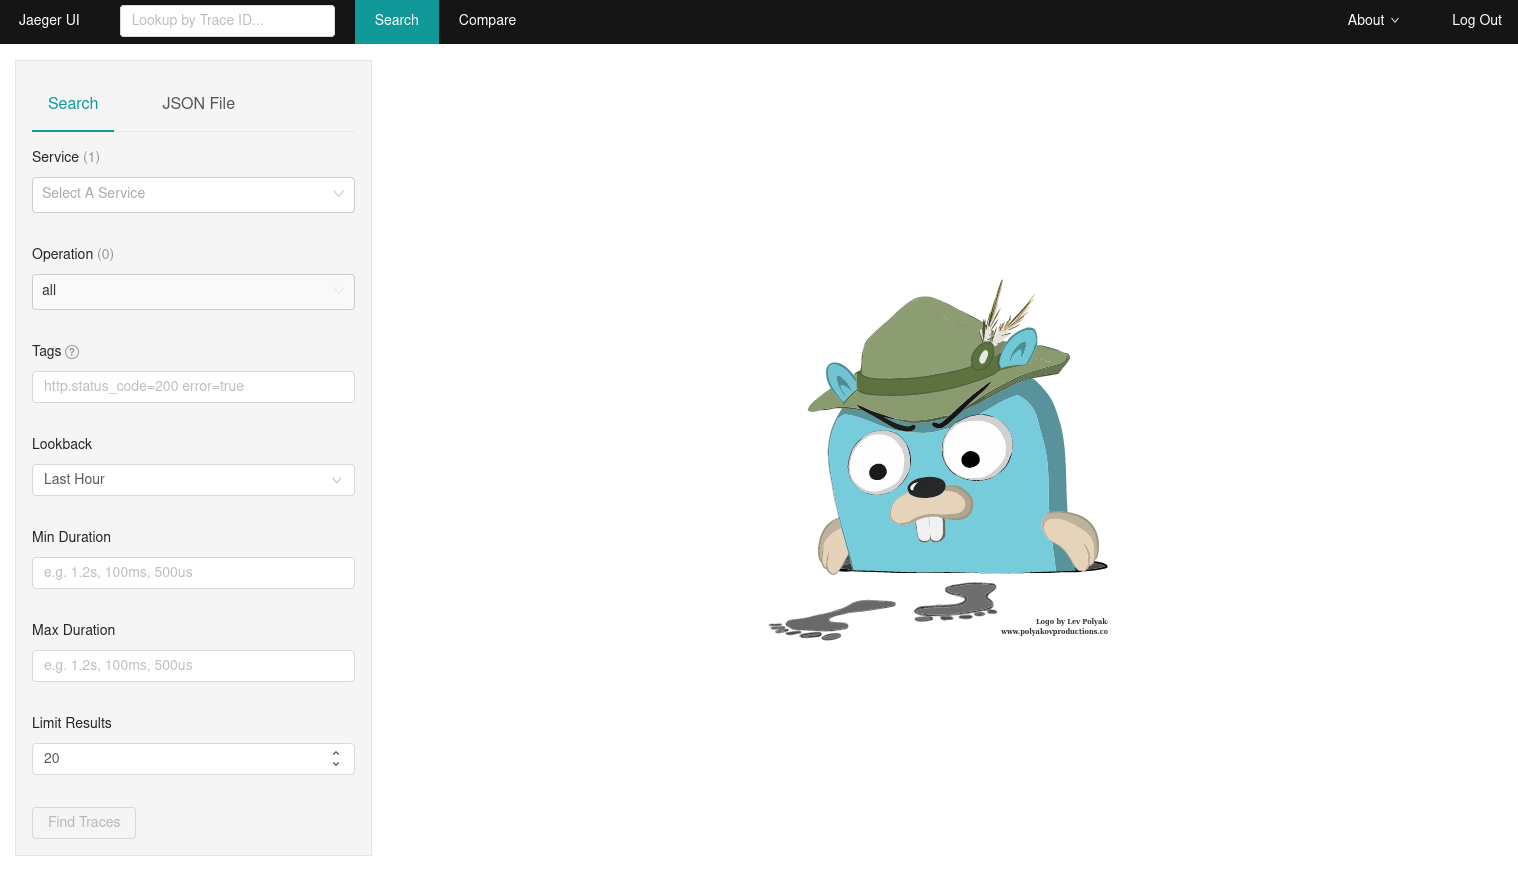 Jaeger UI Lookup by Trace ID... Search Compare About Log Out
Search JSON File
Service (1)
Select A Service
Operation (0)
all
Tags ?
http.status_code=200 error=true
Lookback
Last Hour
Min Duration
e.g. 1.2s, 100ms, 500us
Max Duration
e.g. 1.2s, 100ms, 500us
Limit Results
20
Find Traces
Logo by Lev Polyak
www.polyakovproductions.co